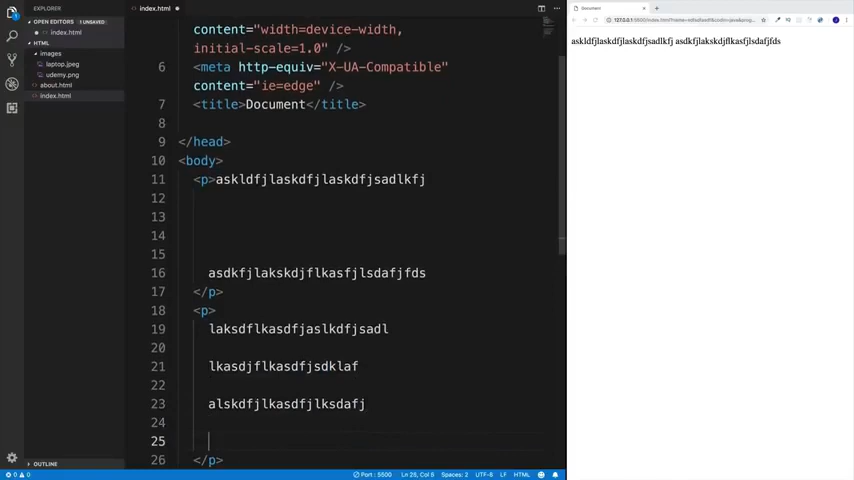 EXPLORER
OPEN EDITORS 1 UNSAVED
index.html
HTML
images
laptop.jpeg
udemy.png
about.html
index.html
OUTLINE
index.html
content="width=device-width,
initial-scale=1.0" />
6 <meta http-equiv="X-UA-Compatible"
content="ie=edge" />
7 <title>Document</title>
8
9 </head>
10 <body>
11 <p>askldfjlaskdfjlaskdfjsadlkfj
12
13
14
15
16 asdkfjlakskdjflkasfjlsdafjfds
17 </p>
18 <p>
19 laksdflkasdfjaslkdfjsadl
20
21 lkasdjflkasdfjsdklaf
22
23 alskdfjlkasdfjlksdafj
24
25
26 </p>
0 0
Port : 5500 Ln 25, Col 5 Spaces: 2 UTF-8 LF HTML
Document
askldfjlaskdfjlaskdfjsadlkfj asdkfjlakskdjflkasfjlsdafjfds